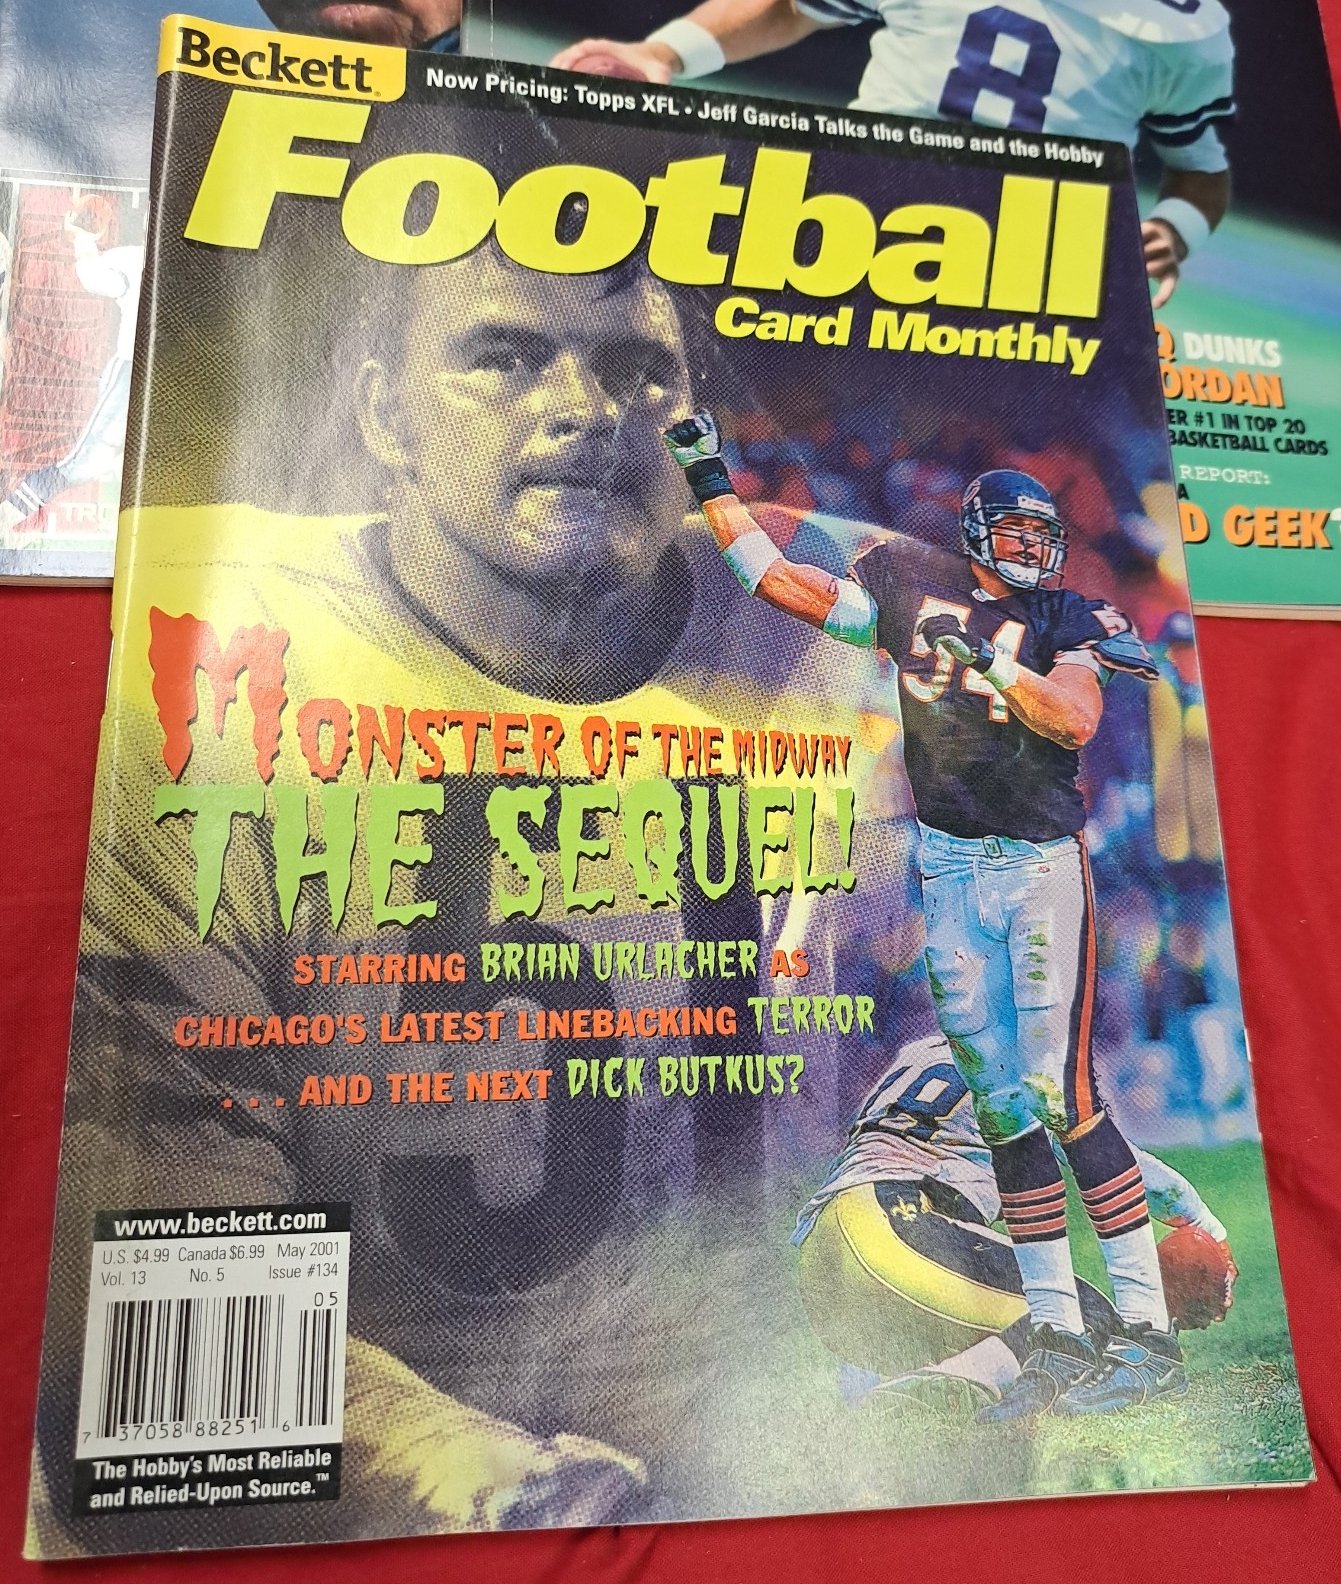 Beckett
Now Pricing: Topps XFL • Jeff Garcia Talks the Game and the Hobby
Football
Card Monthly
MONSTER OF THE MIDWAY
THE SEQUEL!
STARRING BRIAN URLACHER AS
CHICAGO'S LATEST LINEBACKING TERROR
. . . AND THE NEXT DICK BUTKUS?
54
51
www.beckett.com
U.S. $4.99 Canada $6.99 May 2001
Vol. 13 No. 5 Issue #134
05
7 37058 88251 6
The Hobby's Most Reliable
and Relied-Upon Source.™
8
DUNKS
ORDAN
ER #1 IN TOP 20
BASKETBALL CARDS
REPORT:
A
D GEEK?